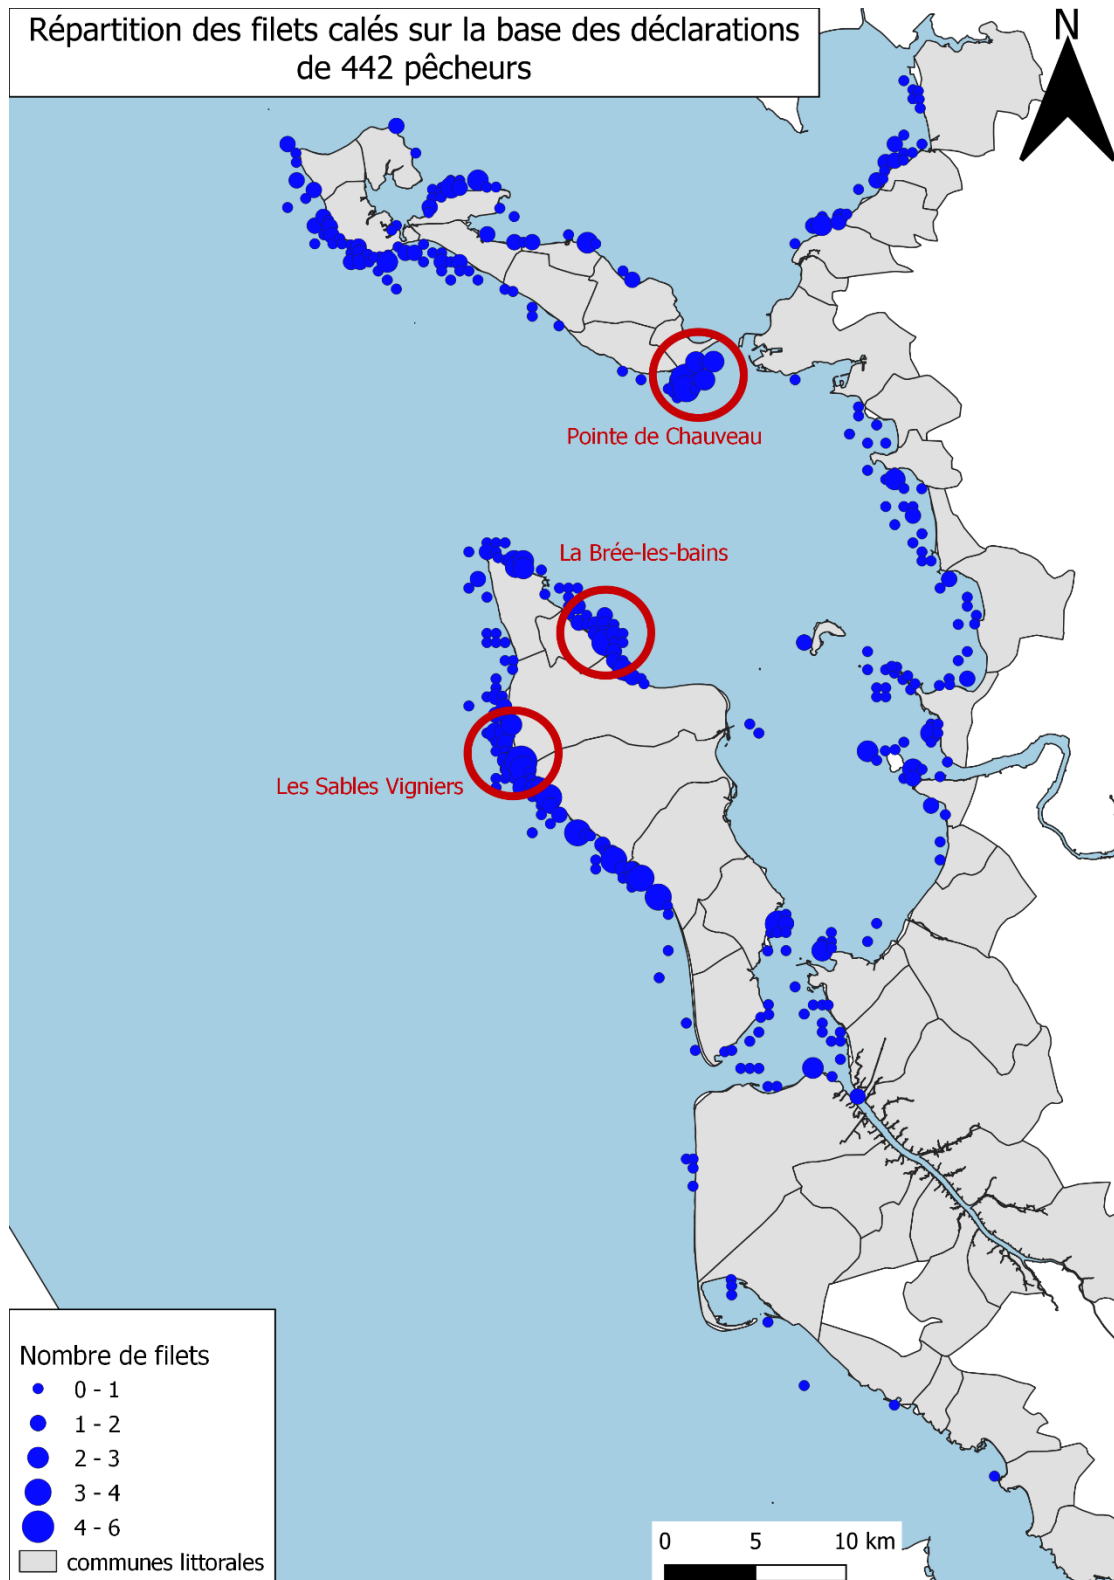 Répartition des filets calés sur la base des déclarations
de 442 pêcheurs
N
Pointe de Chauveau
La Brée-les-bains
Les Sables Vigniers
Nombre de filets
0 - 1
1 - 2
2 - 3
3 - 4
4 - 6
communes littorales
0 5 10 km